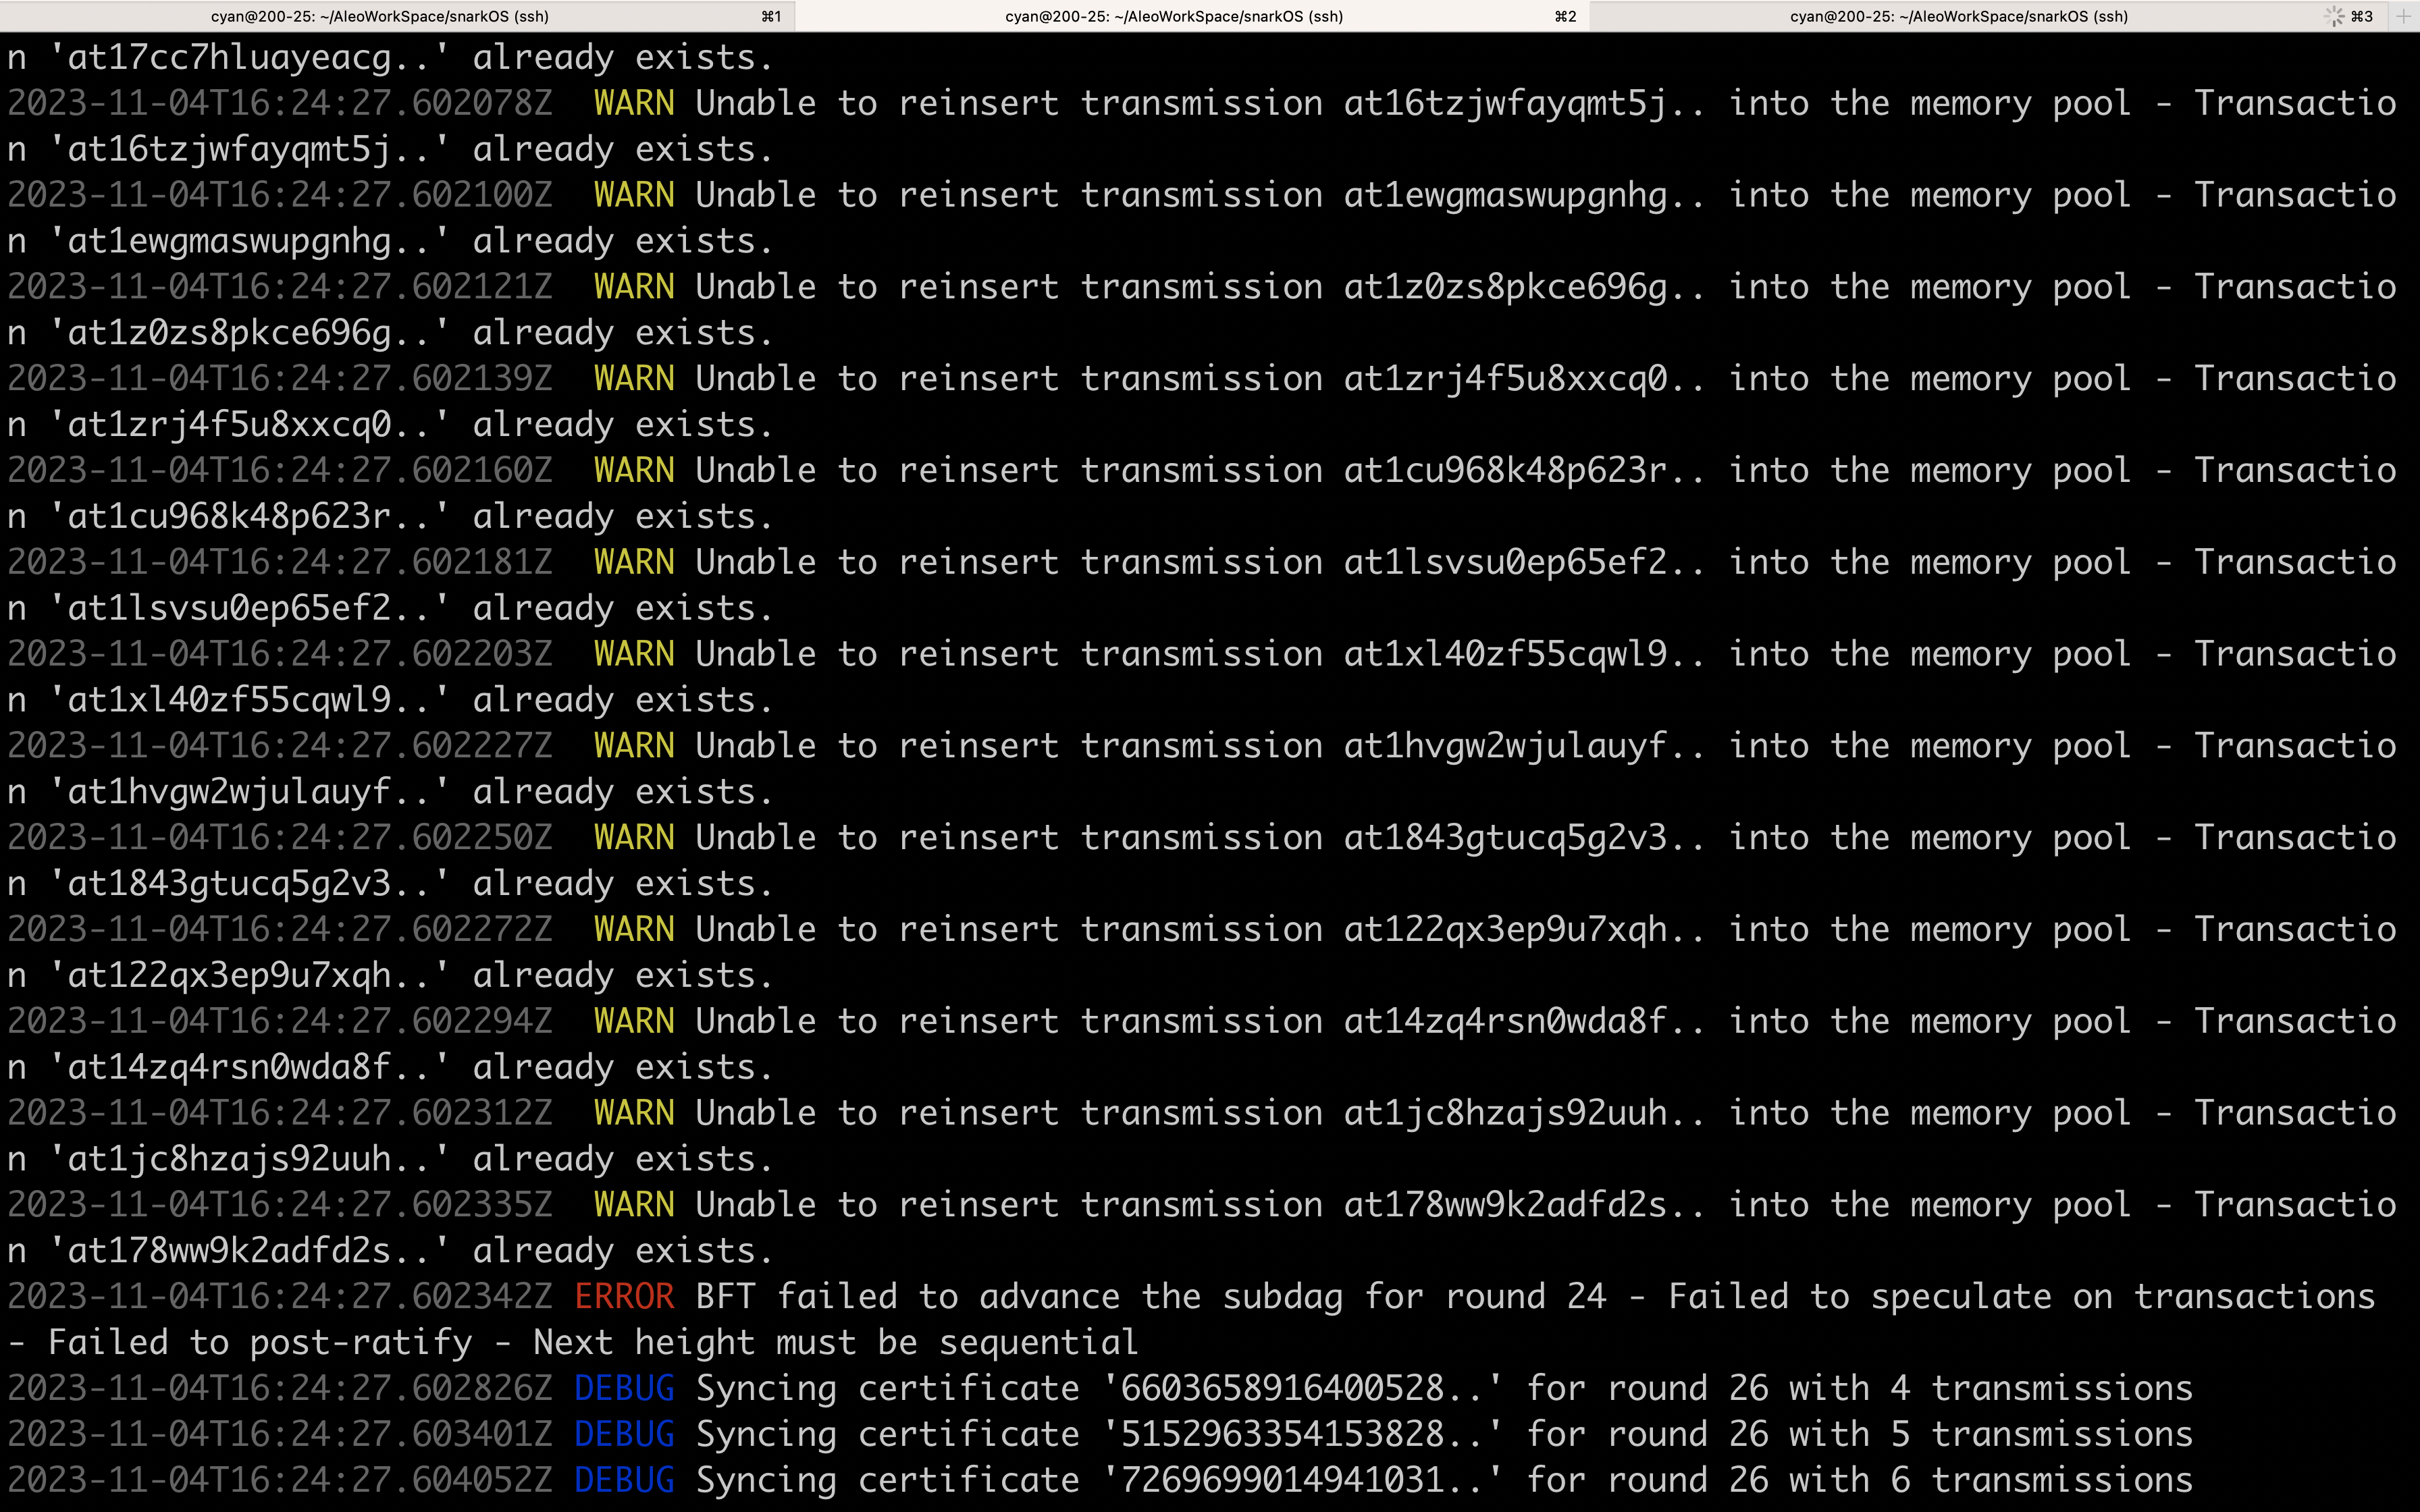 cyan@200-25: ~/AleoWorkSpace/snarkOS (ssh) ⌘1 cyan@200-25: ~/AleoWorkSpace/snarkOS (ssh) ⌘2 cyan@200-25: ~/AleoWorkSpace/snarkOS (ssh) ⌘3
n 'at17cc7hluayeacg..' already exists.
2023-11-04T16:24:27.602078Z  WARN Unable to reinsert transmission at16tzjwfayqmt5j.. into the memory pool - Transactio
n 'at16tzjwfayqmt5j..' already exists.
2023-11-04T16:24:27.602100Z  WARN Unable to reinsert transmission at1ewgmaswupgnhg.. into the memory pool - Transactio
n 'at1ewgmaswupgnhg..' already exists.
2023-11-04T16:24:27.602121Z  WARN Unable to reinsert transmission at1z0zs8pkce696g.. into the memory pool - Transactio
n 'at1z0zs8pkce696g..' already exists.
2023-11-04T16:24:27.602139Z  WARN Unable to reinsert transmission at1zrj4f5u8xxcq0.. into the memory pool - Transactio
n 'at1zrj4f5u8xxcq0..' already exists.
2023-11-04T16:24:27.602160Z  WARN Unable to reinsert transmission at1cu968k48p623r.. into the memory pool - Transactio
n 'at1cu968k48p623r..' already exists.
2023-11-04T16:24:27.602181Z  WARN Unable to reinsert transmission at1lsvsu0ep65ef2.. into the memory pool - Transactio
n 'at1lsvsu0ep65ef2..' already exists.
2023-11-04T16:24:27.602203Z  WARN Unable to reinsert transmission at1xl40zf55cqwl9.. into the memory pool - Transactio
n 'at1xl40zf55cqwl9..' already exists.
2023-11-04T16:24:27.602227Z  WARN Unable to reinsert transmission at1hvgw2wjulauyf.. into the memory pool - Transactio
n 'at1hvgw2wjulauyf..' already exists.
2023-11-04T16:24:27.602250Z  WARN Unable to reinsert transmission at1843gtucq5g2v3.. into the memory pool - Transactio
n 'at1843gtucq5g2v3..' already exists.
2023-11-04T16:24:27.602272Z  WARN Unable to reinsert transmission at122qx3ep9u7xqh.. into the memory pool - Transactio
n 'at122qx3ep9u7xqh..' already exists.
2023-11-04T16:24:27.602294Z  WARN Unable to reinsert transmission at14zq4rsn0wda8f.. into the memory pool - Transactio
n 'at14zq4rsn0wda8f..' already exists.
2023-11-04T16:24:27.602312Z  WARN Unable to reinsert transmission at1jc8hzajs92uuh.. into the memory pool - Transactio
n 'at1jc8hzajs92uuh..' already exists.
2023-11-04T16:24:27.602335Z  WARN Unable to reinsert transmission at178ww9k2adfd2s.. into the memory pool - Transactio
n 'at178ww9k2adfd2s..' already exists.
2023-11-04T16:24:27.602342Z ERROR BFT failed to advance the subdag for round 24 - Failed to speculate on transactions
- Failed to post-ratify - Next height must be sequential
2023-11-04T16:24:27.602826Z DEBUG Syncing certificate '6603658916400528..' for round 26 with 4 transmissions
2023-11-04T16:24:27.603401Z DEBUG Syncing certificate '5152963354153828..' for round 26 with 5 transmissions
2023-11-04T16:24:27.604052Z DEBUG Syncing certificate '7269699014941031..' for round 26 with 6 transmissions